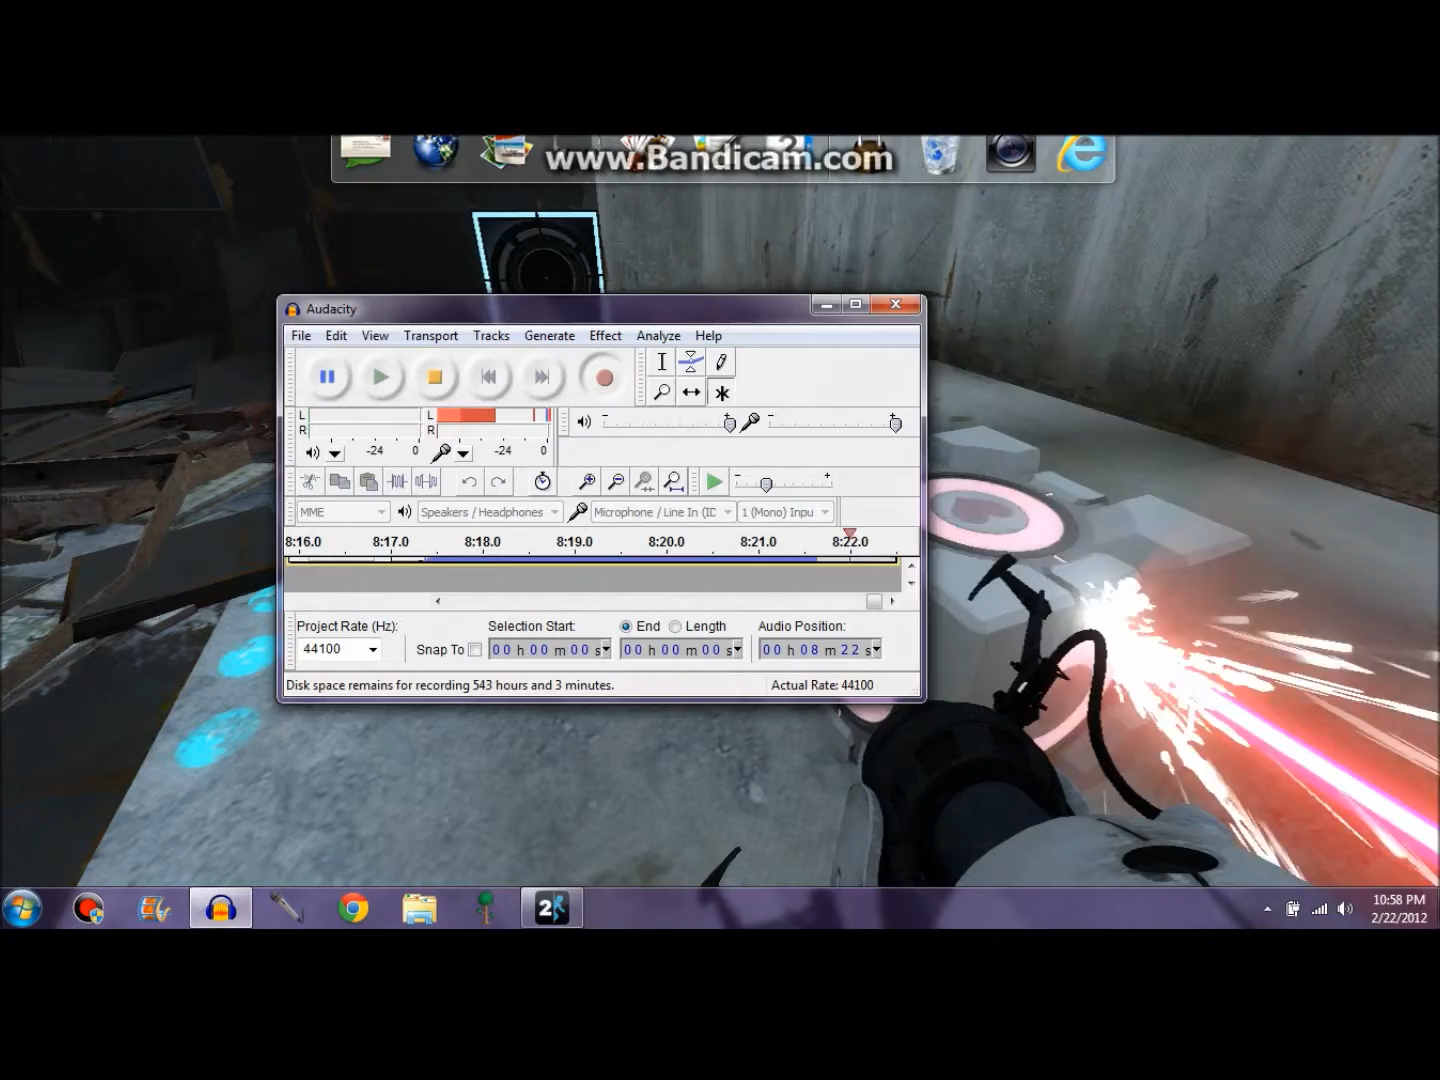 www.Bandicam.com
Audacity
File Edit View Transport Tracks Generate Effect Analyze Help
L L
R R
-24 0 -24 0
MME Speakers / Headphones Microphone / Line In (ID 1 (Mono) Inpu
8:16.0 8:17.0 8:18.0 8:19.0 8:20.0 8:21.0 8:22.0
Project Rate (Hz): Selection Start: End Length Audio Position:
44100 Snap To 00 h 00 m 00 s 00 h 00 m 00 s 00 h 08 m 22 s
Disk space remains for recording 543 hours and 3 minutes. Actual Rate: 44100
2
10:58 PM
2/22/2012